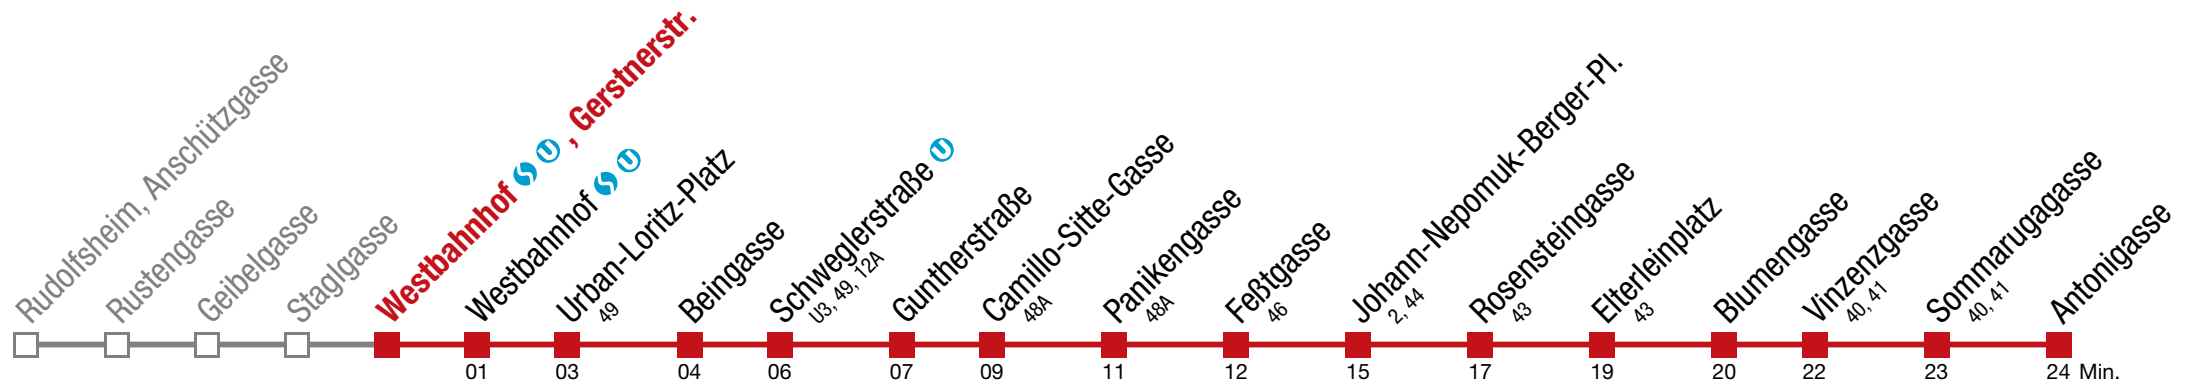 Rudolfsheim, Anschützgasse
Rustengasse
Geibelgasse
Staglgasse
Westbahnhof S U , Gerstnerstr.
Westbahnhof S U
Urban-Loritz-Platz
49
Beingasse
Schweglerstraße U
U3, 49, 12A
Guntherstraße
Camillo-Sitte-Gasse
48A
Panikengasse
48A
Feßtgasse
46
Johann-Nepomuk-Berger-Pl.
2, 44
Rosensteingasse
43
Elterleinplatz
43
Blumengasse
Vinzenzgasse
40, 41
Sommarugagasse
40, 41
Antonigasse
01 03 04 06 07 09 11 12 15 17 19 20 22 23 24 Min.